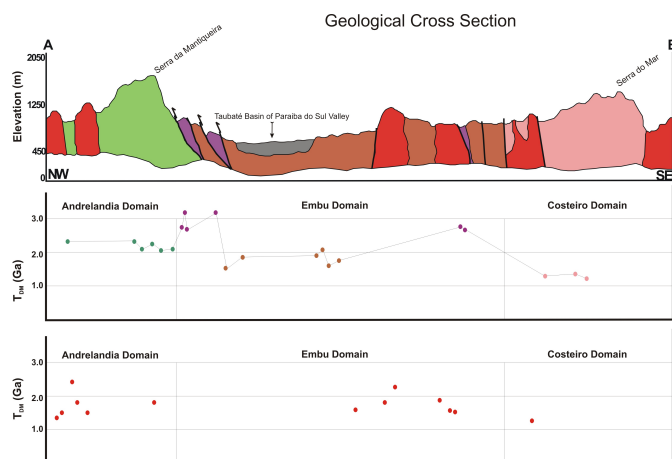 Geological Cross Section
A
Serra da Mantiqueira
Serra do Mar
Taubaté Basin of Paraiba do Sul Valley
Elevation (m)
2050
1250
450
0
NW
SE
Andrelandia Domain
Embu Domain
Costeiro Domain
TDM (Ga)
3.0
2.0
1.0
Andrelandia Domain
Embu Domain
Costeiro Domain
TDM (Ga)
3.0
2.0
1.0